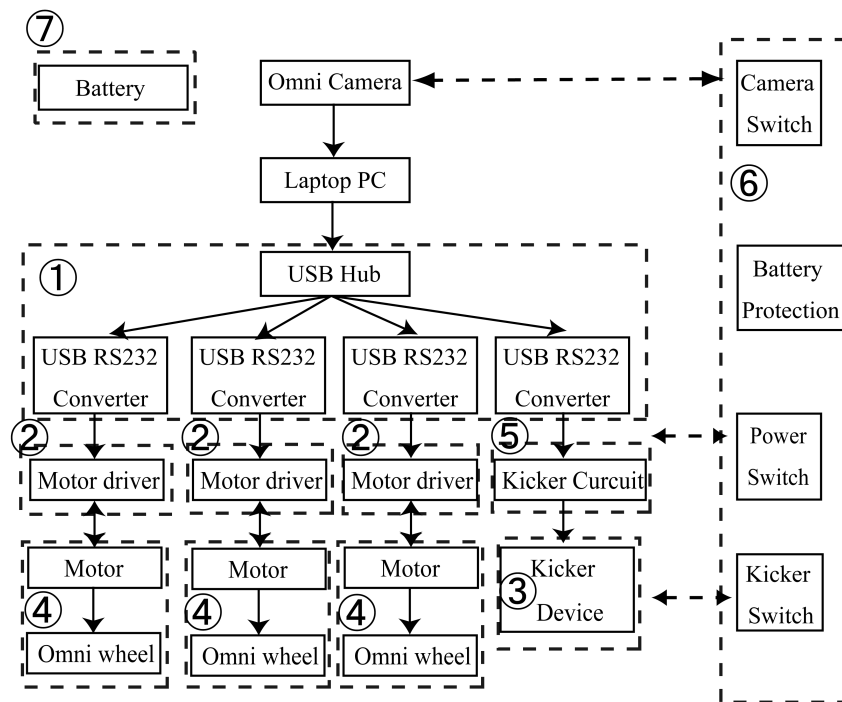 ⑦
Battery
Omni Camera
Camera
Switch
Laptop PC
⑥
①
USB Hub
Battery
Protection
USB RS232
Converter
USB RS232
Converter
USB RS232
Converter
USB RS232
Converter
②
②
②
⑤
Power
Switch
Motor driver
Motor driver
Motor driver
Kicker Curcuit
Motor
Motor
Motor
Kicker
Device
③
Kicker
Switch
④
④
④
Omni wheel
Omni wheel
Omni wheel